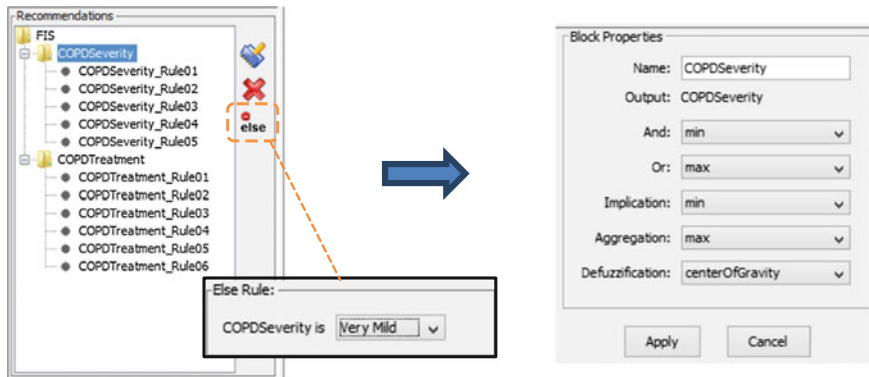 Recommendations
FIS
COPDSeverity
COPDSeverity_Rule01
COPDSeverity_Rule02
COPDSeverity_Rule03
COPDSeverity_Rule04
COPDSeverity_Rule05
COPDTreatment
COPDTreatment_Rule01
COPDTreatment_Rule02
COPDTreatment_Rule03
COPDTreatment_Rule04
COPDTreatment_Rule05
COPDTreatment_Rule06
else
Else Rule:
COPDSeverity is Very Mild
Block Properties
Name: COPDSeverity
Output: COPDSeverity
And: min
Or: max
Implication: min
Aggregation: max
Defuzzification: centerOfGravity
Apply Cancel